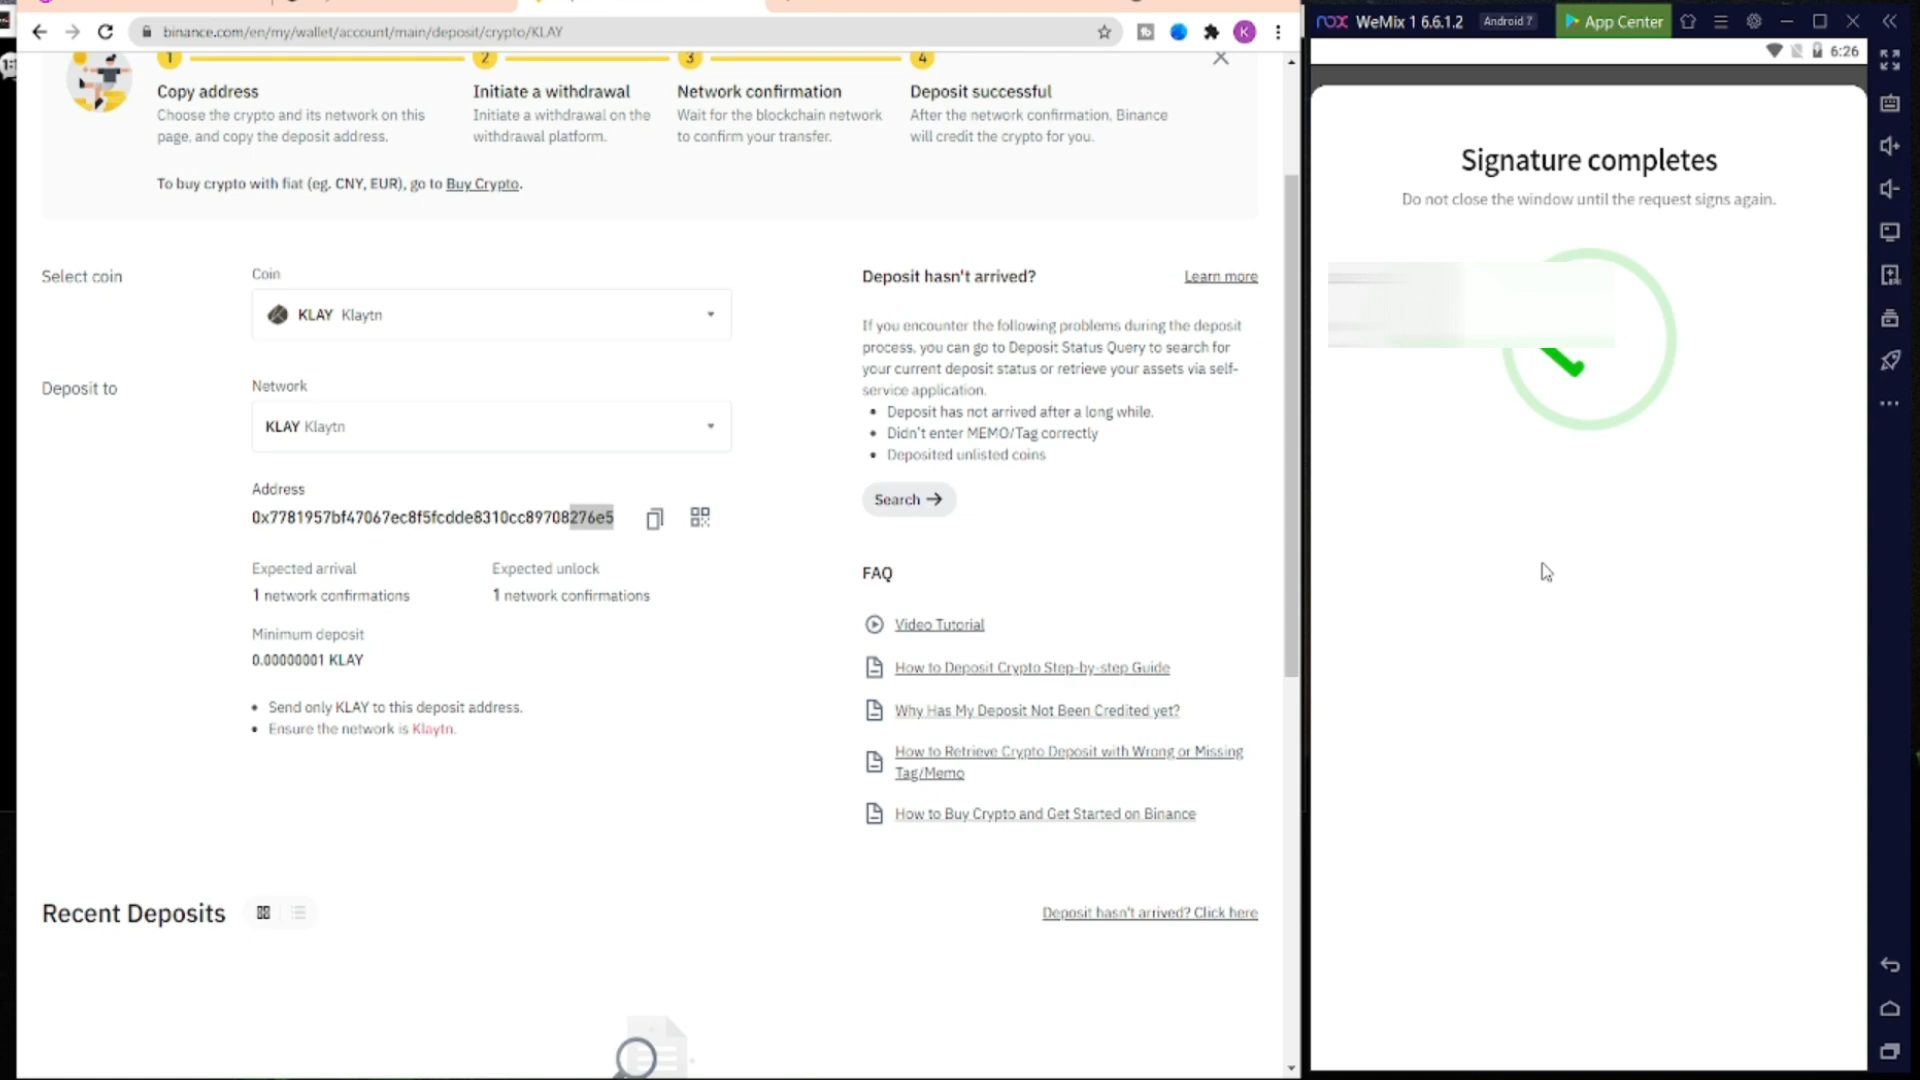 binance.com/en/my/wallet/account/main/deposit/crypto/KLAY
K
1
2
3
4
Copy address
Choose the crypto and its network on this
page, and copy the deposit address.
Initiate a withdrawal
Initiate a withdrawal on the
withdrawal platform.
Network confirmation
Wait for the blockchain network
to confirm your transfer.
Deposit successful
After the network confirmation, Binance
will credit the crypto for you.
To buy crypto with fiat (eg. CNY, EUR), go to Buy Crypto.
Select coin
Coin
KLAY Klaytn
Deposit to
Network
KLAY Klaytn
Address
0x7781957bf47067ec8f5fcdde8310cc89708276e5
Expected arrival
1 network confirmations
Expected unlock
1 network confirmations
Minimum deposit
0.00000001 KLAY
Send only KLAY to this deposit address.
Ensure the network is Klaytn.
Deposit hasn't arrived?
Learn more
If you encounter the following problems during the deposit
process, you can go to Deposit Status Query to search for
your current deposit status or retrieve your assets via self-
service application.
Deposit has not arrived after a long while.
Didn't enter MEMO/Tag correctly
Deposited unlisted coins
Search →
FAQ
Video Tutorial
How to Deposit Crypto Step-by-step Guide
Why Has My Deposit Not Been Credited yet?
How to Retrieve Crypto Deposit with Wrong or Missing
Tag/Memo
How to Buy Crypto and Get Started on Binance
Recent Deposits
Deposit hasn't arrived? Click here
nox WeMix 1 6.6.1.2 Android 7 App Center
6:26
Signature completes
Do not close the window until the request signs again.